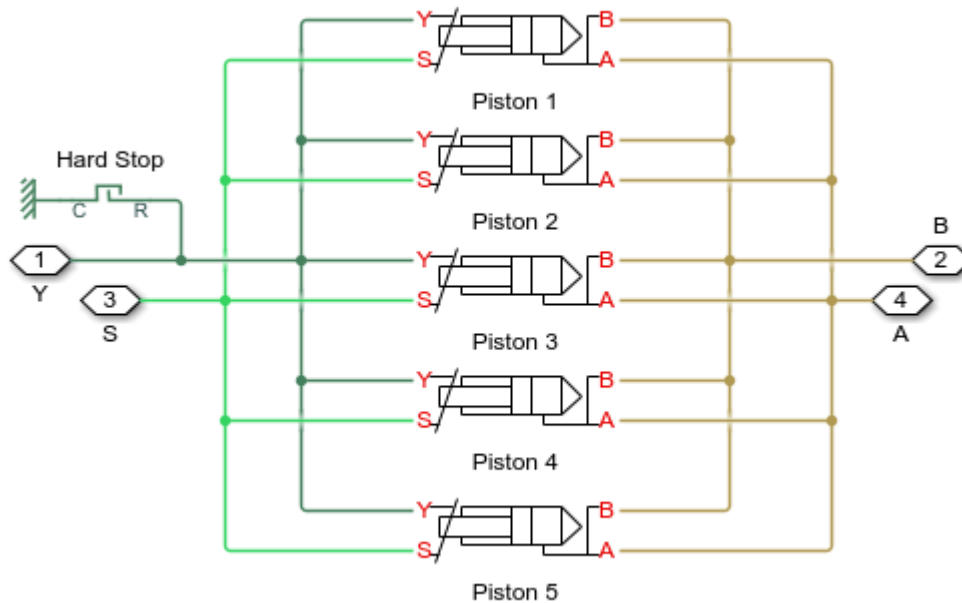 Y B
S A
Piston 1
Y B
S A
Piston 2
Hard Stop
C R
1
Y
3
S
Y B
S A
Piston 3
B
2
4
A
Y B
S A
Piston 4
Y B
S A
Piston 5